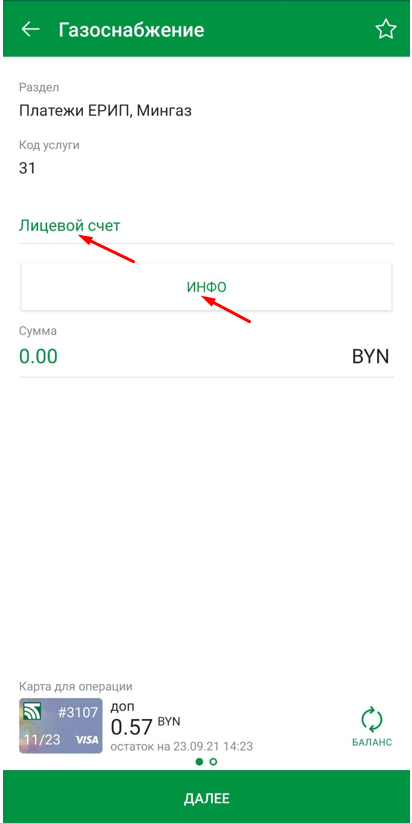 Газоснабжение
Раздел
Платежи ЕРИП, Мингаз
Код услуги
31
Лицевой счет
ИНФО
Сумма
0.00 BYN
Карта для операции
#3107
11/23 VISA
доп
0.57 BYN
остаток на 23.09.21 14:23
БАЛАНС
ДАЛЕЕ